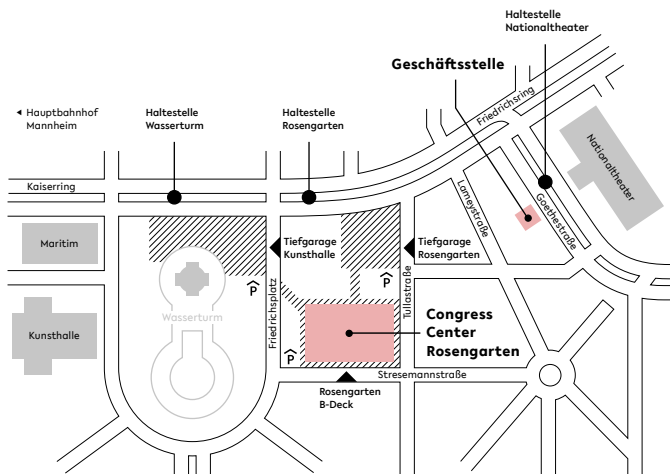 Haltestelle
Nationaltheater
Geschäftsstelle
◄ Hauptbahnhof
Mannheim
Haltestelle
Wasserturm
Haltestelle
Rosengarten
Friedrichsring
Nationaltheater
Kaiserring
Lameystraße
Goethestraße
Maritim
Tiefgarage
Kunsthalle
Tiefgarage
Rosengarten
P
P
Friedrichsplatz
Tullastraße
Wasserturm
Kunsthalle
P
Congress
Center
Rosengarten
Stresemannstraße
Rosengarten
B-Deck